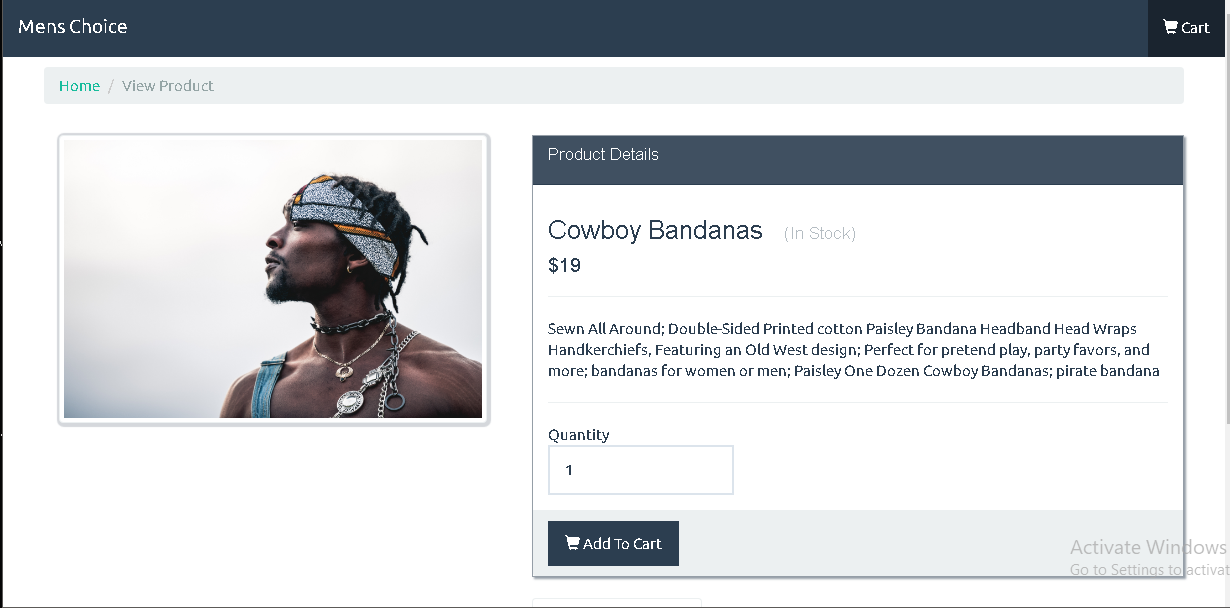 Mens Choice
Cart
Home / View Product
Product Details
Cowboy Bandanas (In Stock)
$19
Sewn All Around; Double-Sided Printed cotton Paisley Bandana Headband Head Wraps
Handkerchiefs, Featuring an Old West design; Perfect for pretend play, party favors, and
more; bandanas for women or men; Paisley One Dozen Cowboy Bandanas; pirate bandana
Quantity
1
Add To Cart
Activate Windows
Go to Settings to activat